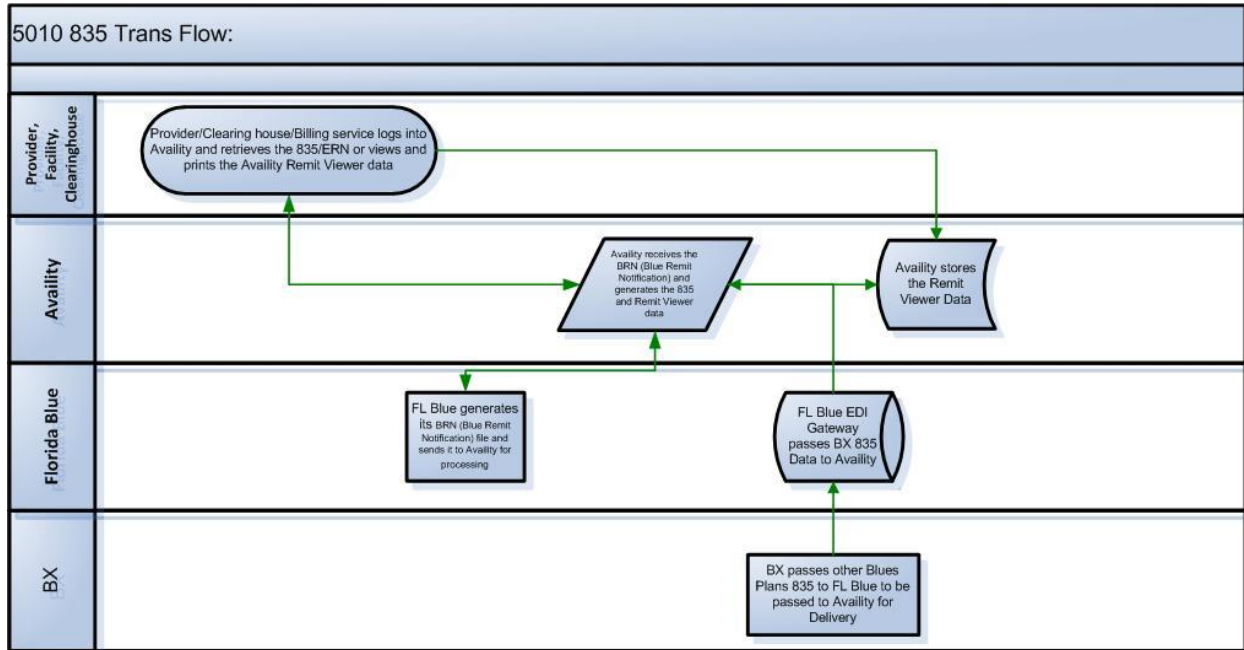 5010 835 Trans Flow:
Provider,
Facility,
Clearinghouse
Provider/Clearing house/Billing service logs into
Availity and retrieves the 835/ERN or views and
prints the Availity Remit Viewer data
Availity
Availity receives the
BRN (Blue Remit
Notification) and
generates the 835
and Remit Viewer
data
Availity stores
the Remit
Viewer Data
Florida Blue
FL Blue generates
its BRN (Blue Remit
Notification) file and
sends it to Availity for
processing
FL Blue EDI
Gateway
passes BX 835
Data to Availity
BX
BX passes other Blues
Plans 835 to FL Blue to be
passed to Availity for
Delivery